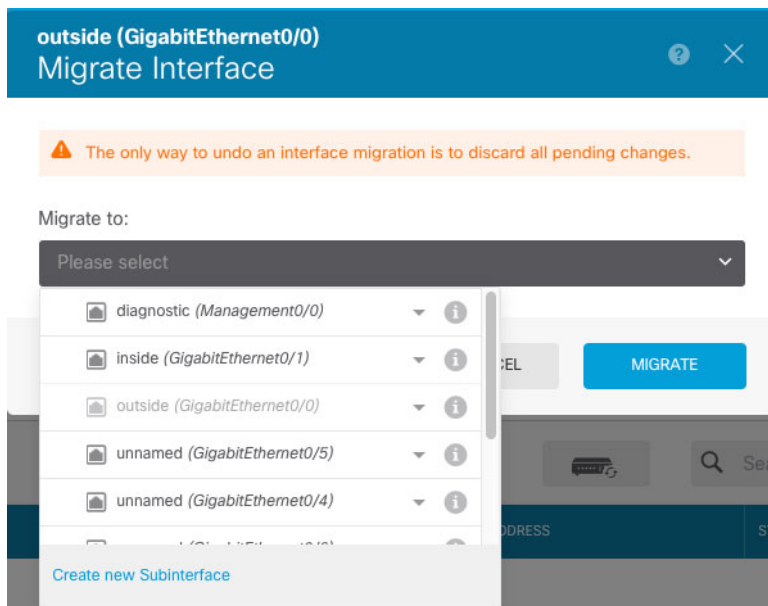 outside (GigabitEthernet0/0)
Migrate Interface
The only way to undo an interface migration is to discard all pending changes.
Migrate to:
Please select
diagnostic (Management0/0)
inside (GigabitEthernet0/1)
outside (GigabitEthernet0/0)
unnamed (GigabitEthernet0/5)
unnamed (GigabitEthernet0/4)
Create new Subinterface
MIGRATE